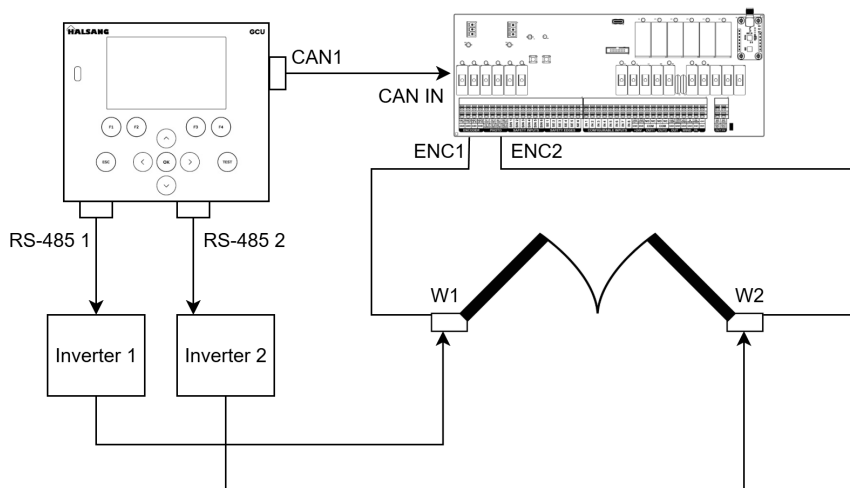 HALSANG
GCU
CAN1
CAN IN
F1
F2
F3
F4
ESC
OK
TEST
ENC1
ENC2
RS-485 1
RS-485 2
W1
W2
Inverter 1
Inverter 2